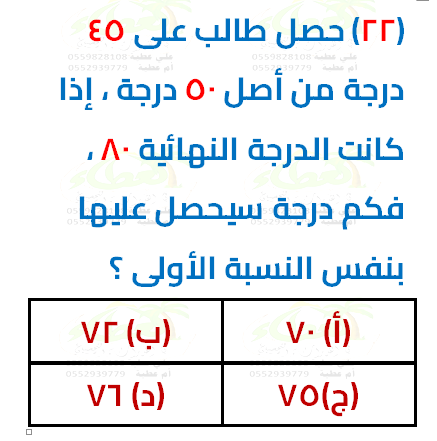 (٢٢) حصل طالب على ٤٥
درجة من أصل ٥٠ درجة ، إذا
كانت الدرجة النهائية ٨٠ ،
فكم درجة سيحصل عليها
بنفس النسبة الأولى ؟
(أ) ٧٠ (ب) ٧٢
(ج)٧٥ (د) ٧٦